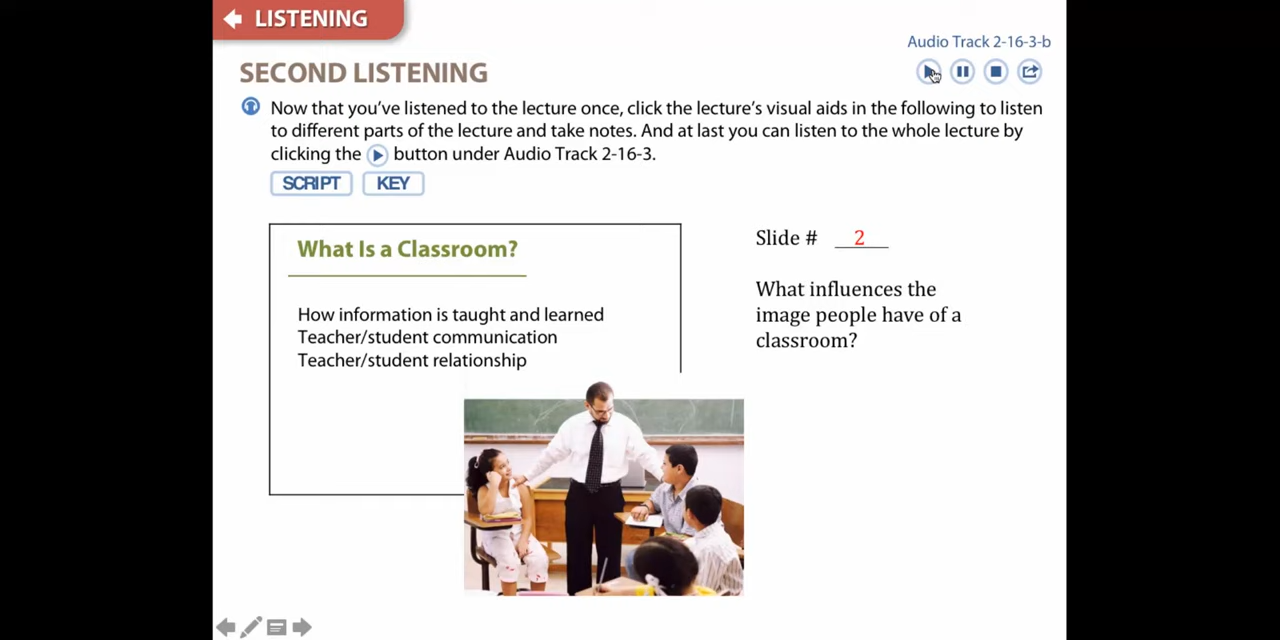 LISTENING
Audio Track 2-16-3-b
SECOND LISTENING
Now that you've listened to the lecture once, click the lecture's visual aids in the following to listen
to different parts of the lecture and take notes. And at last you can listen to the whole lecture by
clicking the button under Audio Track 2-16-3.
SCRIPT KEY
What Is a Classroom?
How information is taught and learned
Teacher/student communication
Teacher/student relationship
Slide # 2
What influences the
image people have of a
classroom?